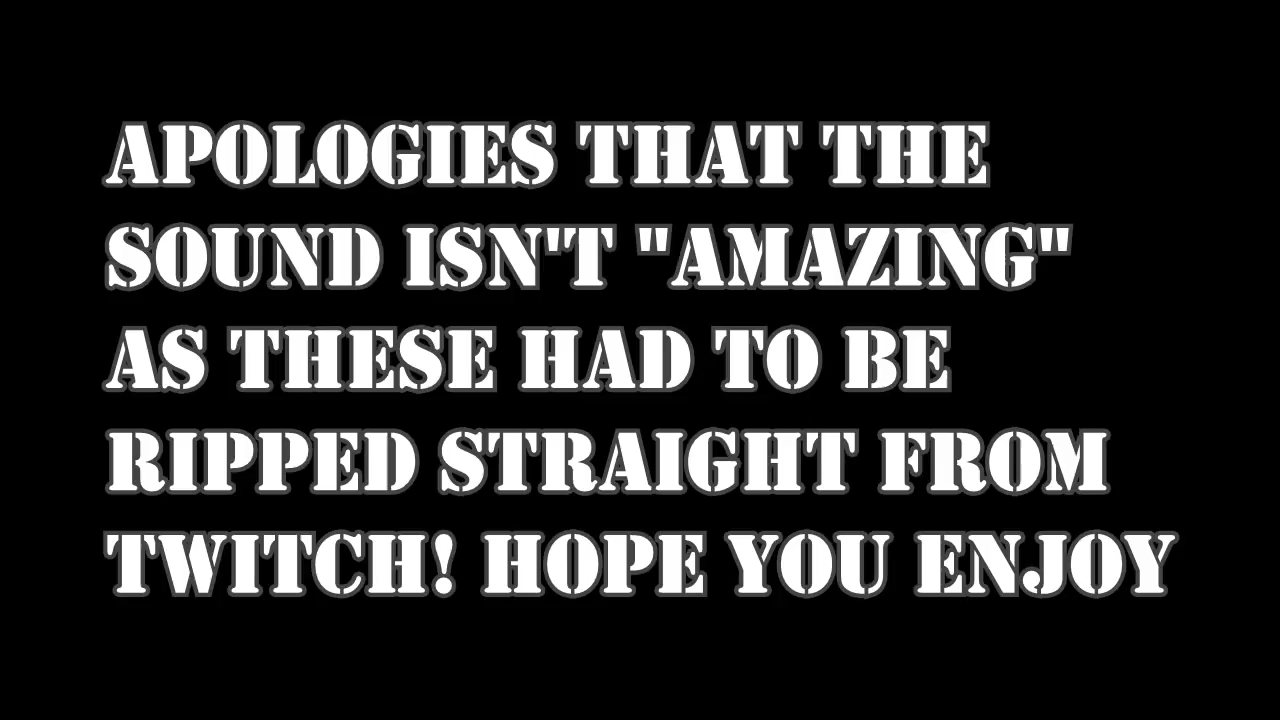 APOLOGIES THAT THE
SOUND ISN'T "AMAZING"
AS THESE HAD TO BE
RIPPED STRAIGHT FROM
TWITCH! HOPE YOU ENJOY